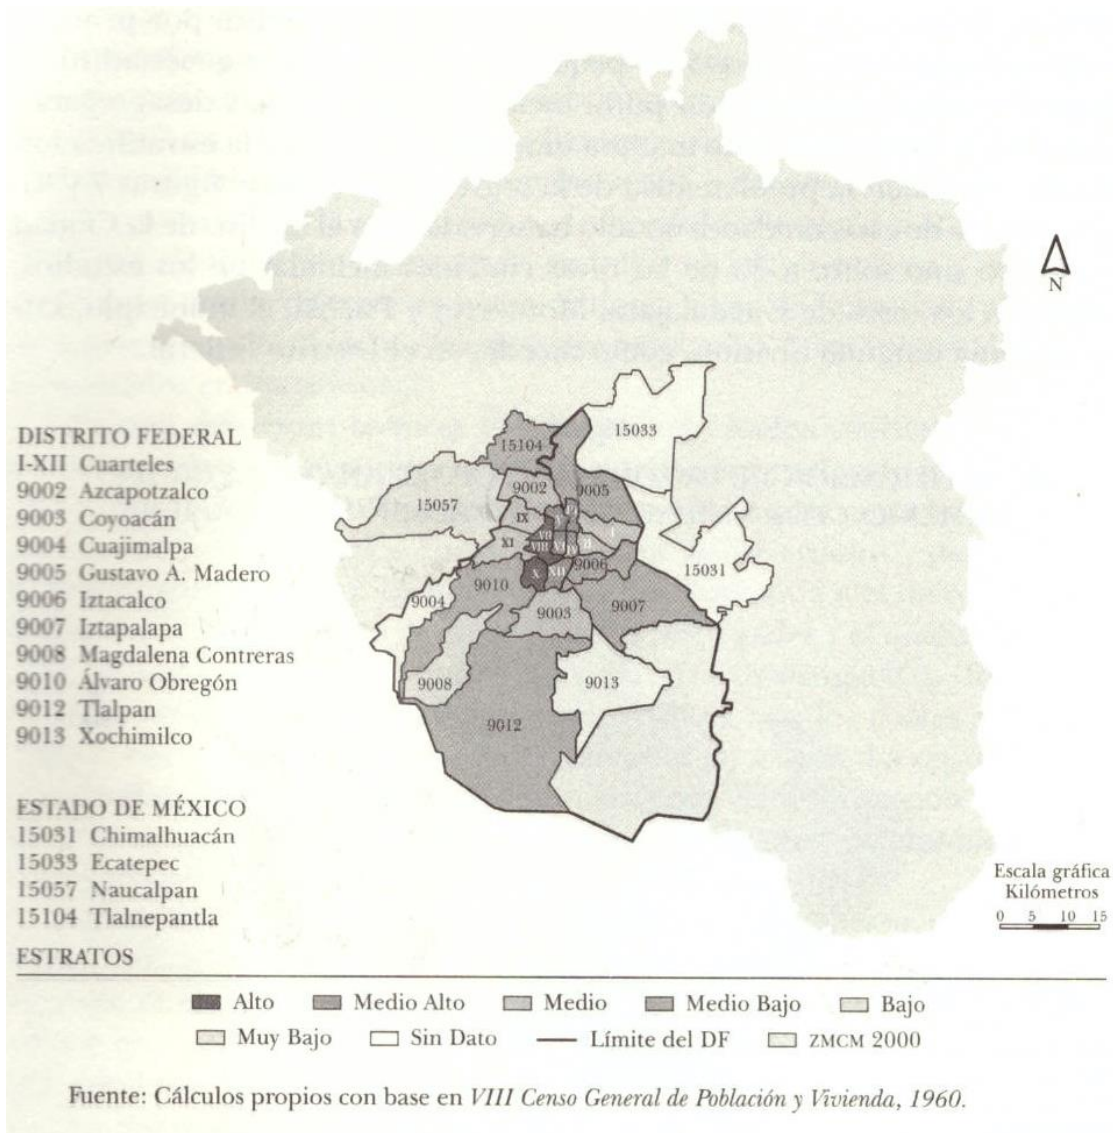 15033
15104
9002
9005
15057
IX
I
VII
XI
VIII
15031
9006
X
XII
9010
9004
9003
9007
9008
9013
9012
N
DISTRITO FEDERAL
I-XII Cuarteles
9002 Azcapotzalco
9003 Coyoacán
9004 Cuajimalpa
9005 Gustavo A. Madero
9006 Iztacalco
9007 Iztapalapa
9008 Magdalena Contreras
9010 Álvaro Obregón
9012 Tlalpan
9013 Xochimilco
ESTADO DE MÉXICO
15031 Chimalhuacán
15033 Ecatepec
15057 Naucalpan
15104 Tlalnepantla
Escala gráfica
Kilómetros
0 5 10 15
ESTRATOS
Alto Medio Alto Medio Medio Bajo Bajo
Muy Bajo Sin Dato Límite del DF ZMCM 2000
Fuente: Cálculos propios con base en VIII Censo General de Población y Vivienda, 1960.